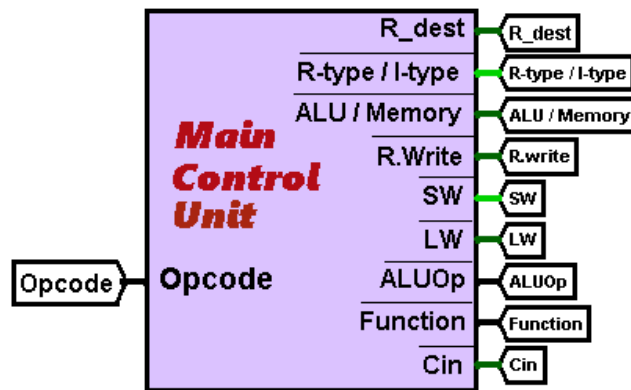 R_dest R_dest
R-type / I-type R-type / I-type
ALU / Memory ALU / Memory
Main
R.Write R.write
Control
SW SW
Unit
LW LW
Opcode Opcode ALUOp ALUOp
Function Function
Cin Cin